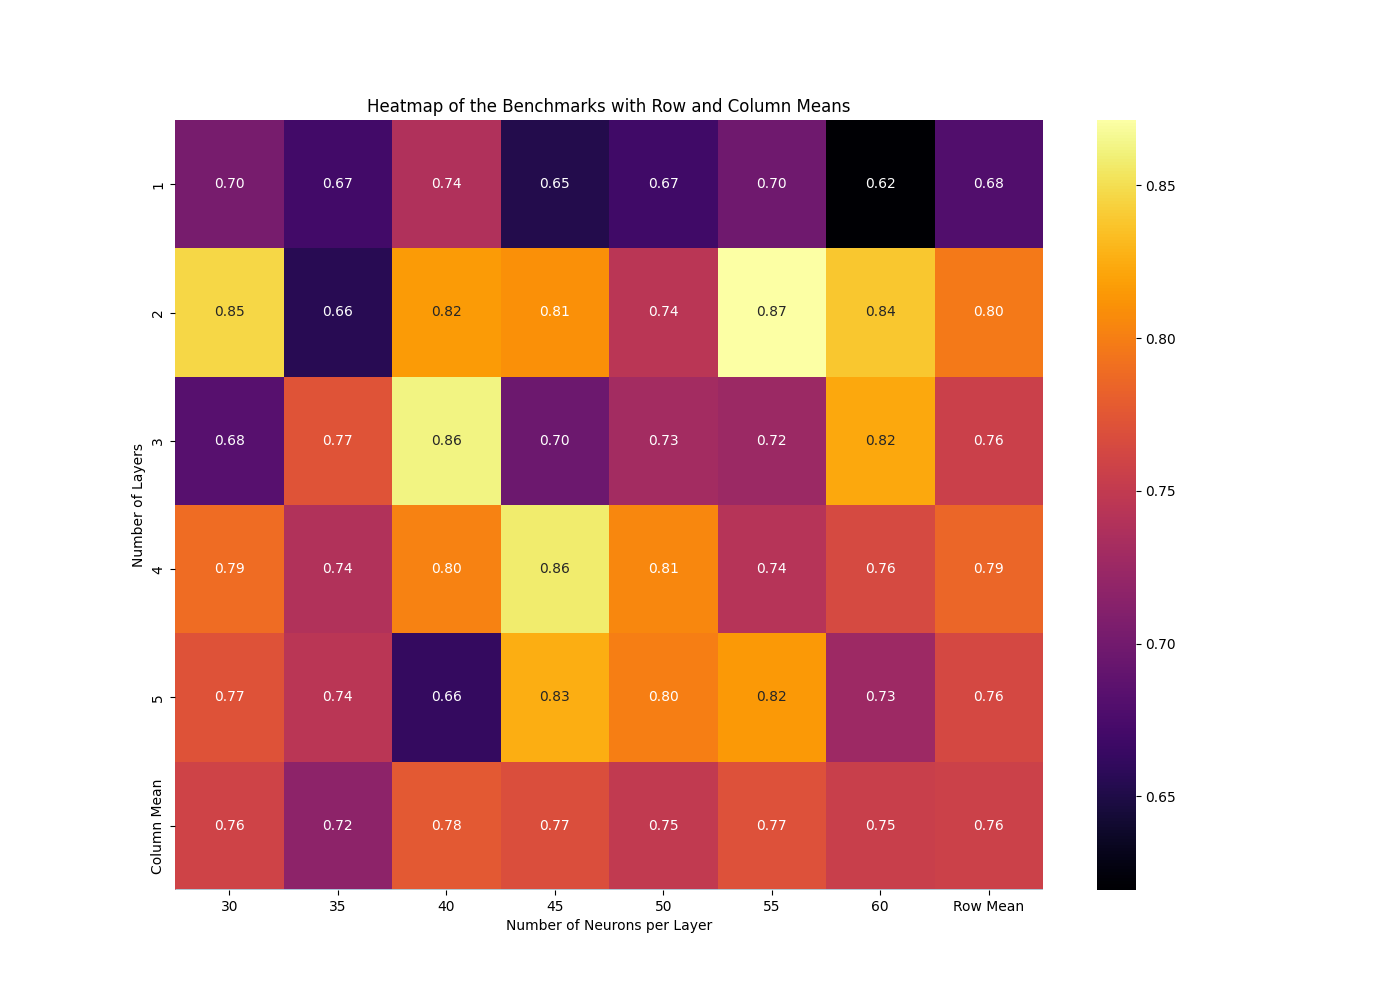 Heatmap of the Benchmarks with Row and Column Means
1 0.70 0.67 0.74 0.65 0.67 0.70 0.62 0.68
2 0.85 0.66 0.82 0.81 0.74 0.87 0.84 0.80
3 0.68 0.77 0.86 0.70 0.73 0.72 0.82 0.76
4 0.79 0.74 0.80 0.86 0.81 0.74 0.76 0.79
5 0.77 0.74 0.66 0.83 0.80 0.82 0.73 0.76
Column Mean 0.76 0.72 0.78 0.77 0.75 0.77 0.75 0.76
30 35 40 45 50 55 60 Row Mean
Number of Neurons per Layer
Number of Layers
0.85
0.80
0.75
0.70
0.65